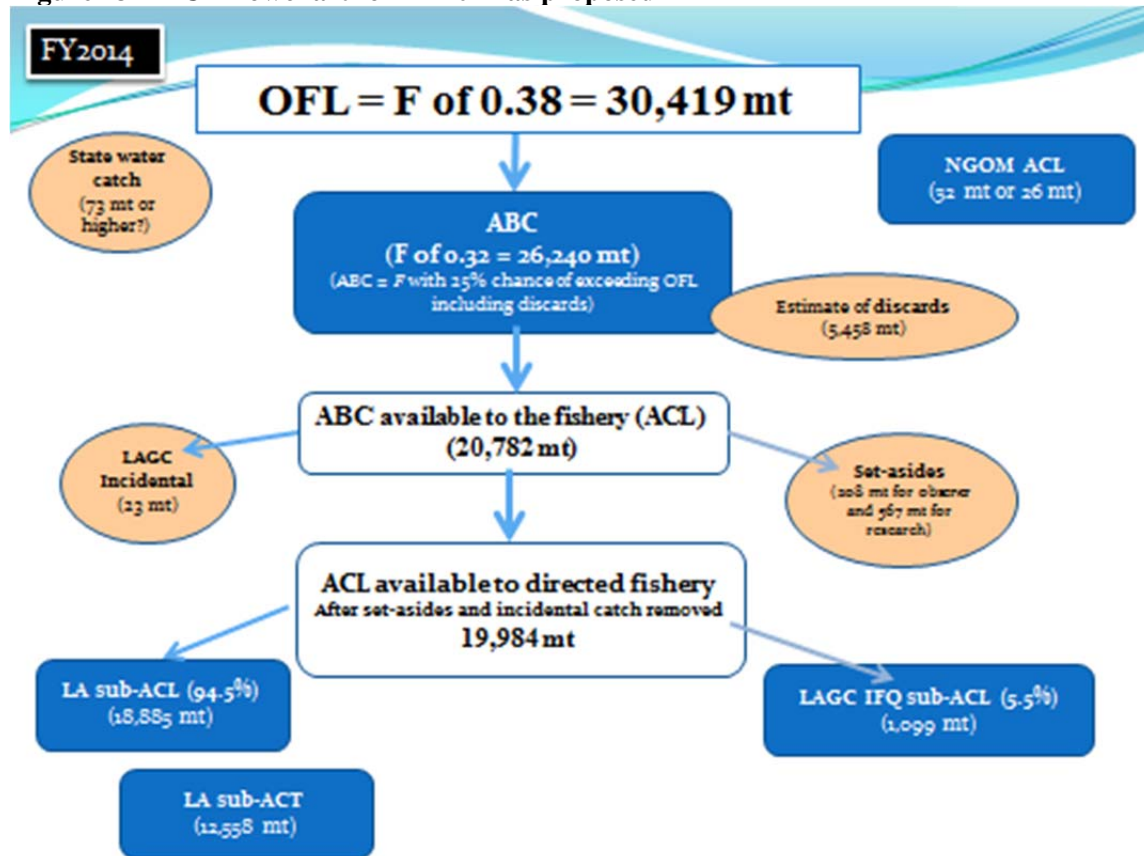 FY2014
OFL = F of 0.38 = 30,419 mt
State water
catch
(73 mt or
higher?)
NGOM ACL
(32 mt or 26 mt)
ABC
(F of 0.32 = 26,240 mt)
(ABC = F with 25% chance of exceeding OFL
including discards)
Estimate of discards
(5,458 mt)
ABC available to the fishery (ACL)
(20,782 mt)
LAGC
Incidental
(23 mt)
Set-asides
(208 mt for observer
and 567 mt for
research)
ACL available to directed fishery
After set-asides and incidental catch removed
19,984 mt
LA sub-ACL (94.5%)
(18,885 mt)
LAGC IFQ sub-ACL (5.5%)
(1,099 mt)
LA sub-ACT
(12,558 mt)